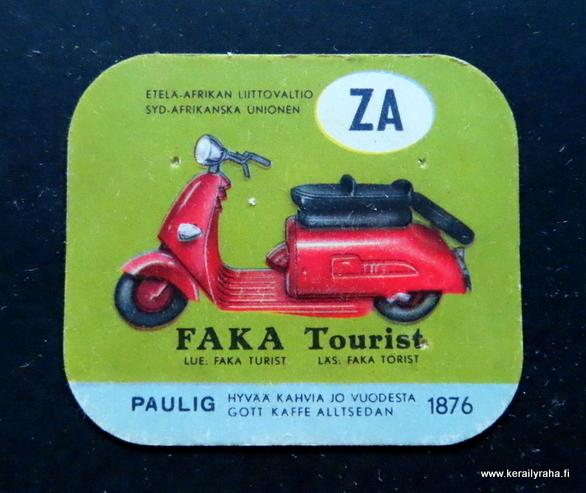 ETELÄ-AFRIKAN LIITTOVALTIO
SYD-AFRIKANSKA UNIONEN
ZA
FAKA Tourist
LUE: FAKA TURIST LÄS: FAKA TORIST
PAULIG HYVÄÄ KAHVIA JO VUODESTA 1876
GOTT KAFFE ALLTSEDAN
www.kerailyraha.fi